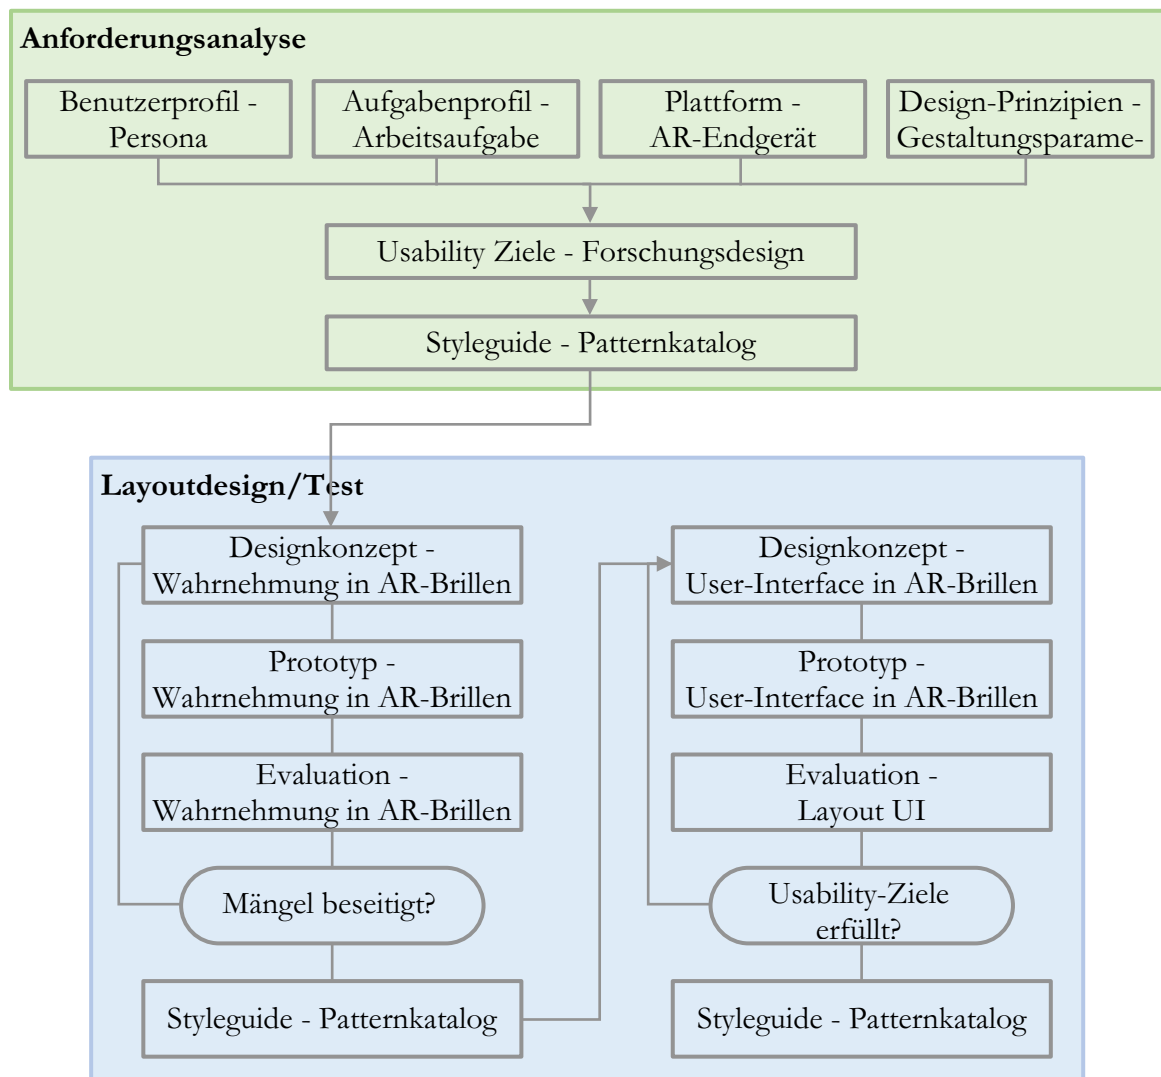 Anforderungsanalyse
Benutzerprofil -
Persona
Aufgabenprofil -
Arbeitsaufgabe
Plattform -
AR-Endgerät
Design-Prinzipien -
Gestaltungsparame-
Usability Ziele - Forschungsdesign
Styleguide - Patternkatalog
Layoutdesign/Test
Designkonzept -
Wahrnehmung in AR-Brillen
Prototyp -
Wahrnehmung in AR-Brillen
Evaluation -
Wahrnehmung in AR-Brillen
Mängel beseitigt?
Styleguide - Patternkatalog
Designkonzept -
User-Interface in AR-Brillen
Prototyp -
User-Interface in AR-Brillen
Evaluation -
Layout UI
Usability-Ziele
erfüllt?
Styleguide - Patternkatalog